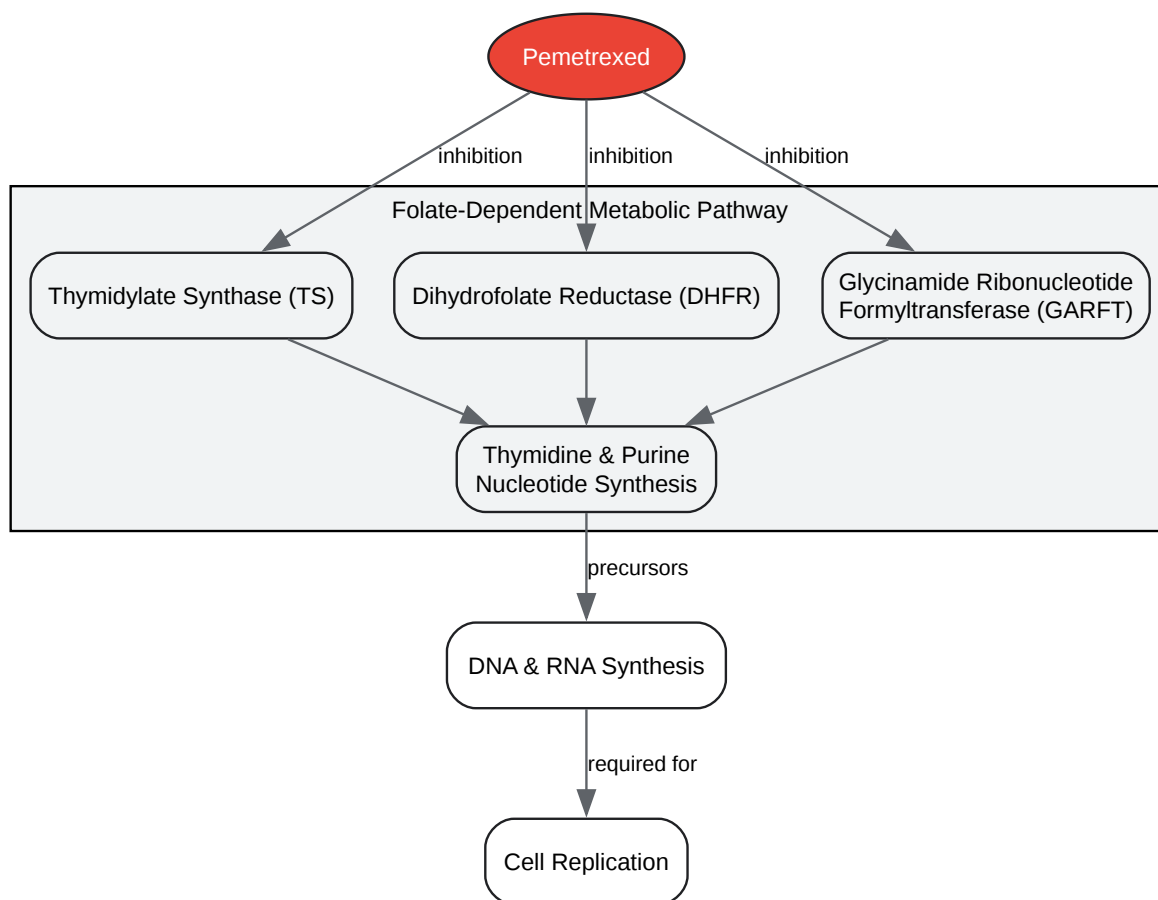 Pemetrexed
inhibition
inhibition
inhibition
Folate-Dependent Metabolic Pathway
Thymidylate Synthase (TS)
Dihydrofolate Reductase (DHFR)
Glycinamide Ribonucleotide
Formyltransferase (GARFT)
Thymidine & Purine
Nucleotide Synthesis
precursors
DNA & RNA Synthesis
required for
Cell Replication